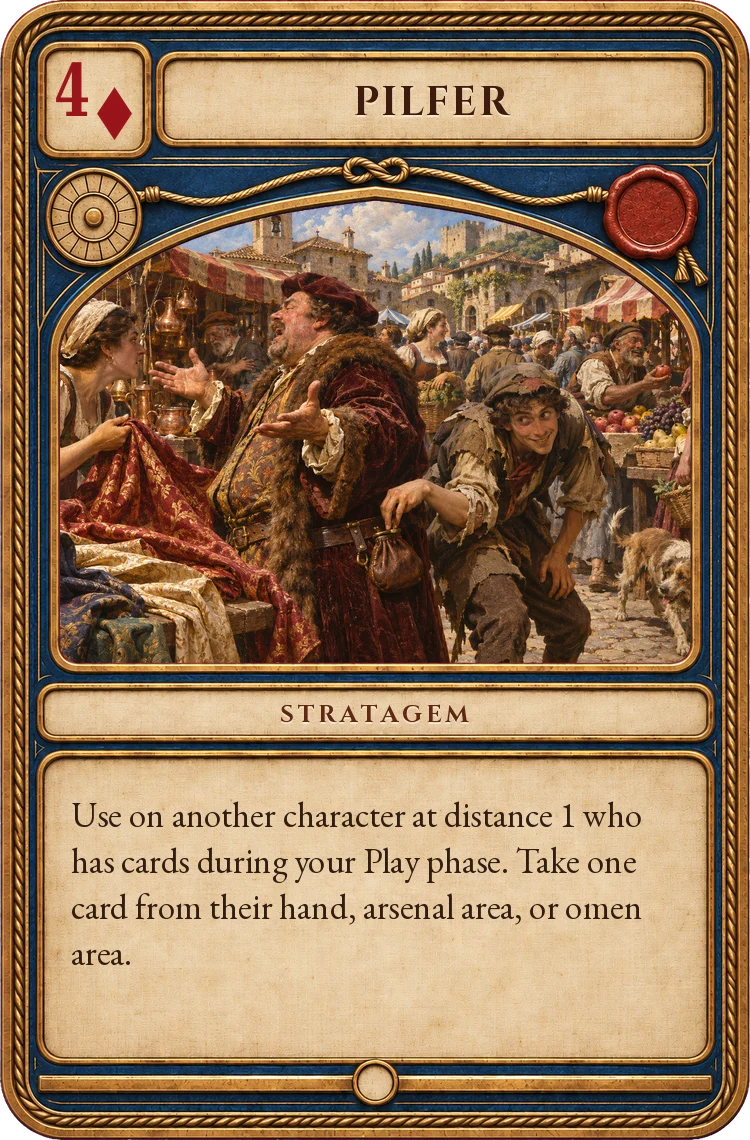 4♦
PILFER
STRATAGEM
Use on another character at distance 1 who
has cards during your Play phase. Take one
card from their hand, arsenal area, or omen
area.